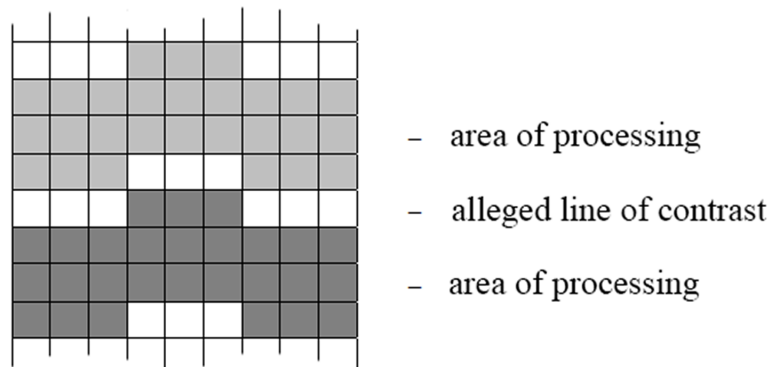 – area of processing
– alleged line of contrast
– area of processing